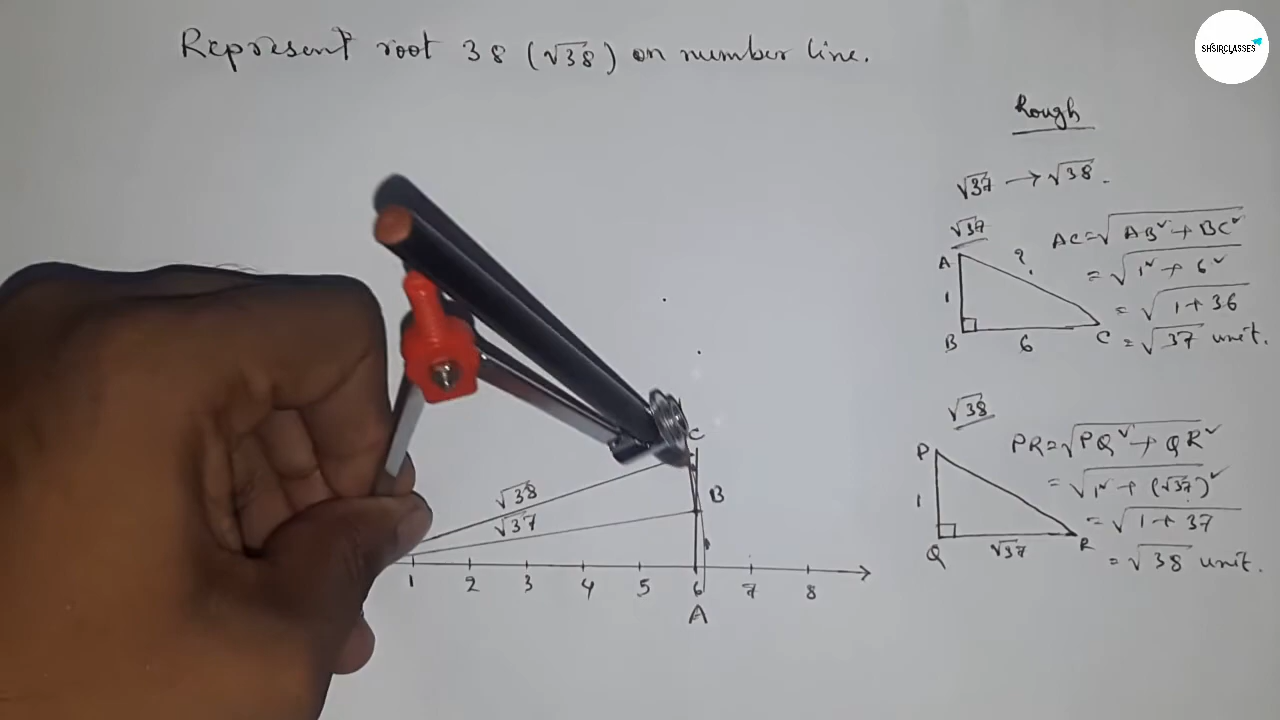 Represent root 38 (√38) on number line.
SHSIRCLASSES
Rough
√37 → √38.
√37
A
?
1
B
6
C
AC = √AB² + BC²
= √1² + 6²
= √1 + 36
= √37 unit.
√38
P
1
Q
√37
R
PR = √PQ² + QR²
= √1² + (√37)²
= √1 + 37
= √38 unit.
C
√38
B
√37
1 2 3 4 5 6 7 8
A